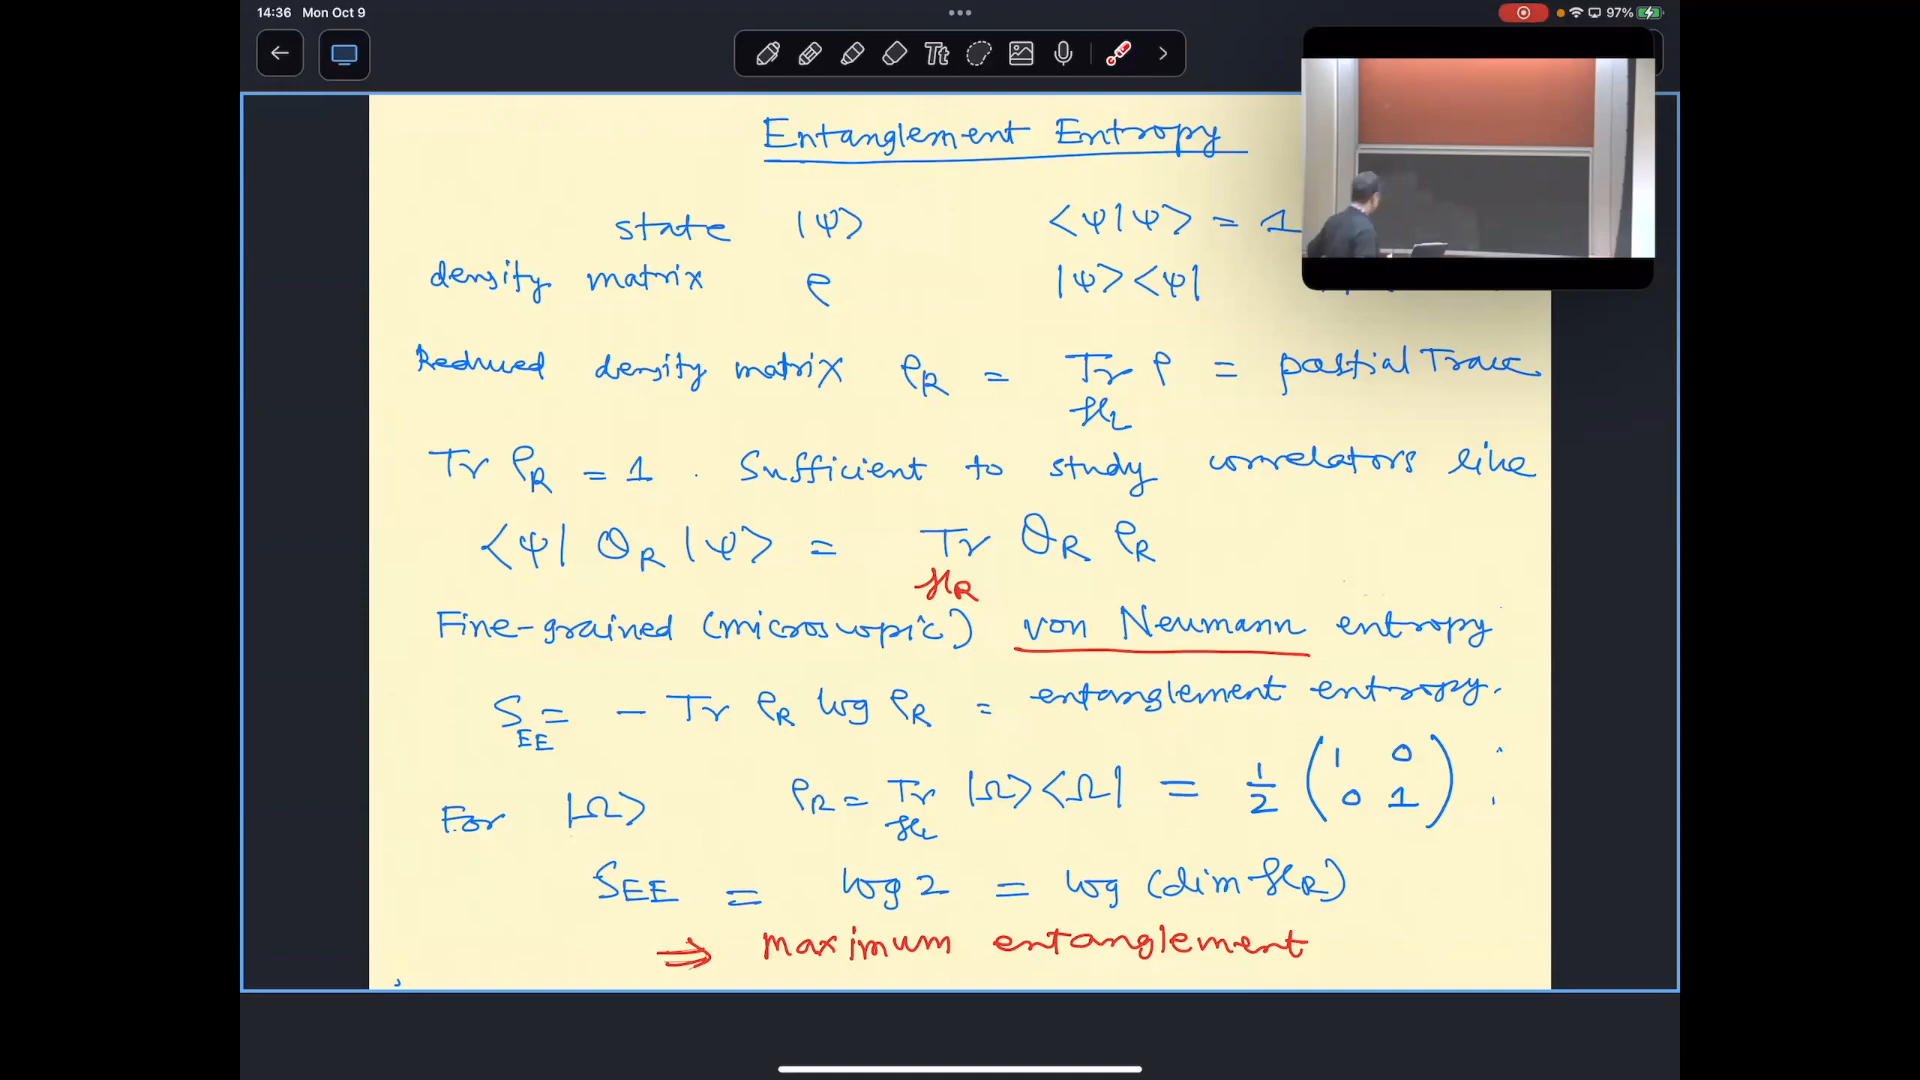 14:36 Mon Oct 9
97%
Tt
Entanglement Entropy
state |ψ> <ψ|ψ> = 1
density matrix ρ |ψ><ψ|
Reduced density matrix ρ_R = Tr_{ℋ_L} ρ = partial Trace
Tr ρ_R = 1 . Sufficient to study correlators like
<ψ| O_R |ψ> = Tr_{ℋ_R} O_R ρ_R
Fine-grained (microscopic) von Neumann entropy
S_EE = - Tr ρ_R log ρ_R = entanglement entropy.
For |Ω> ρ_R = Tr_{ℋ_L} |Ω><Ω| = 1/2 (1 0 0 1) :
S_EE = log 2 = log (dim ℋ_R)
⇒ maximum entanglement